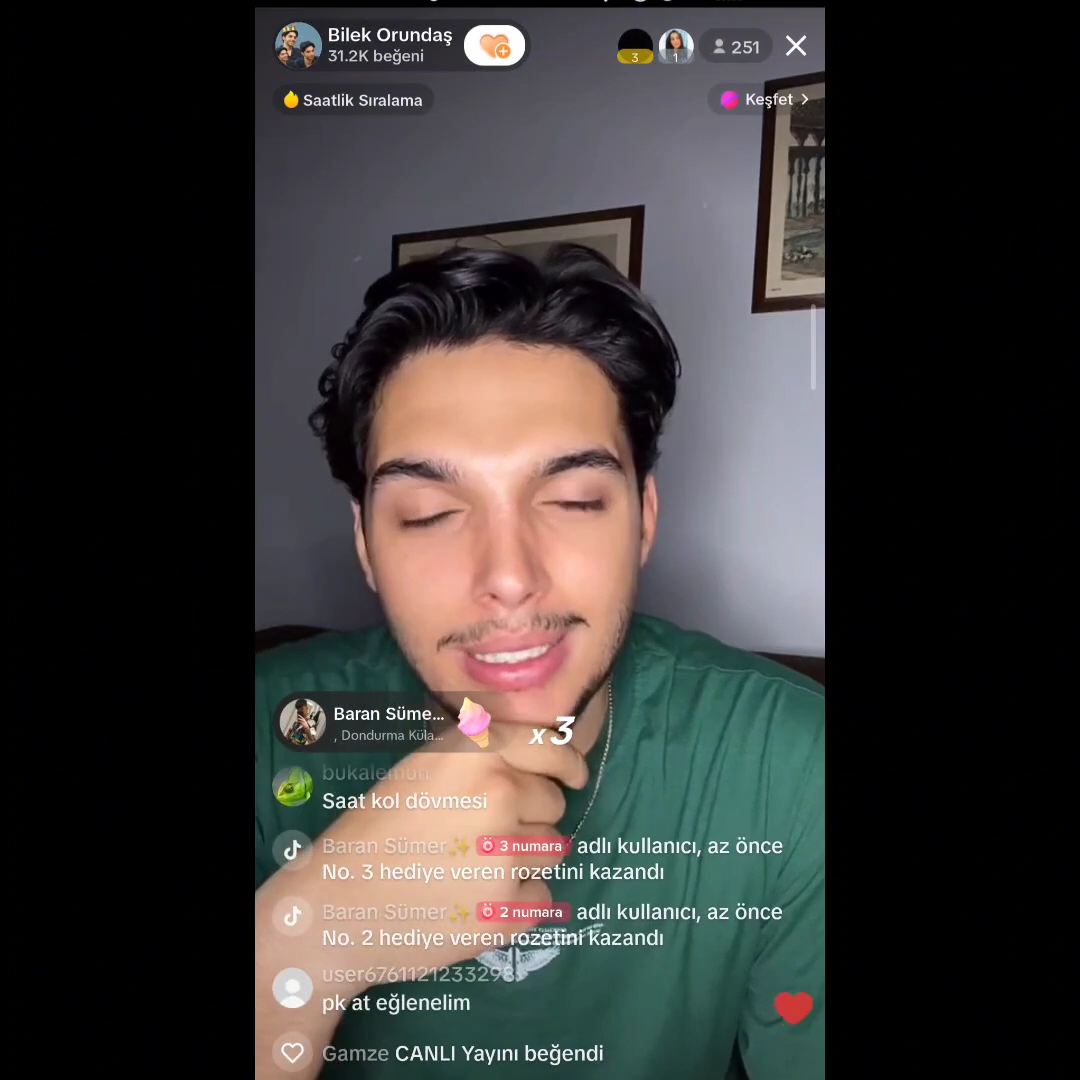 Bilek Orundaş
31.2K beğeni
3
1
251
Saatlik Sıralama
Keşfet
Baran Süme...
, Dondurma Küla...
x3
bukalemun
Saat kol dövmesi
Baran Sümer✨ 3 numara adlı kullanıcı, az önce
No. 3 hediye veren rozetini kazandı
Baran Sümer✨ 2 numara adlı kullanıcı, az önce
No. 2 hediye veren rozetini kazandı
user6761121233298
pk at eğlenelim
Gamze CANLI Yayını beğendi